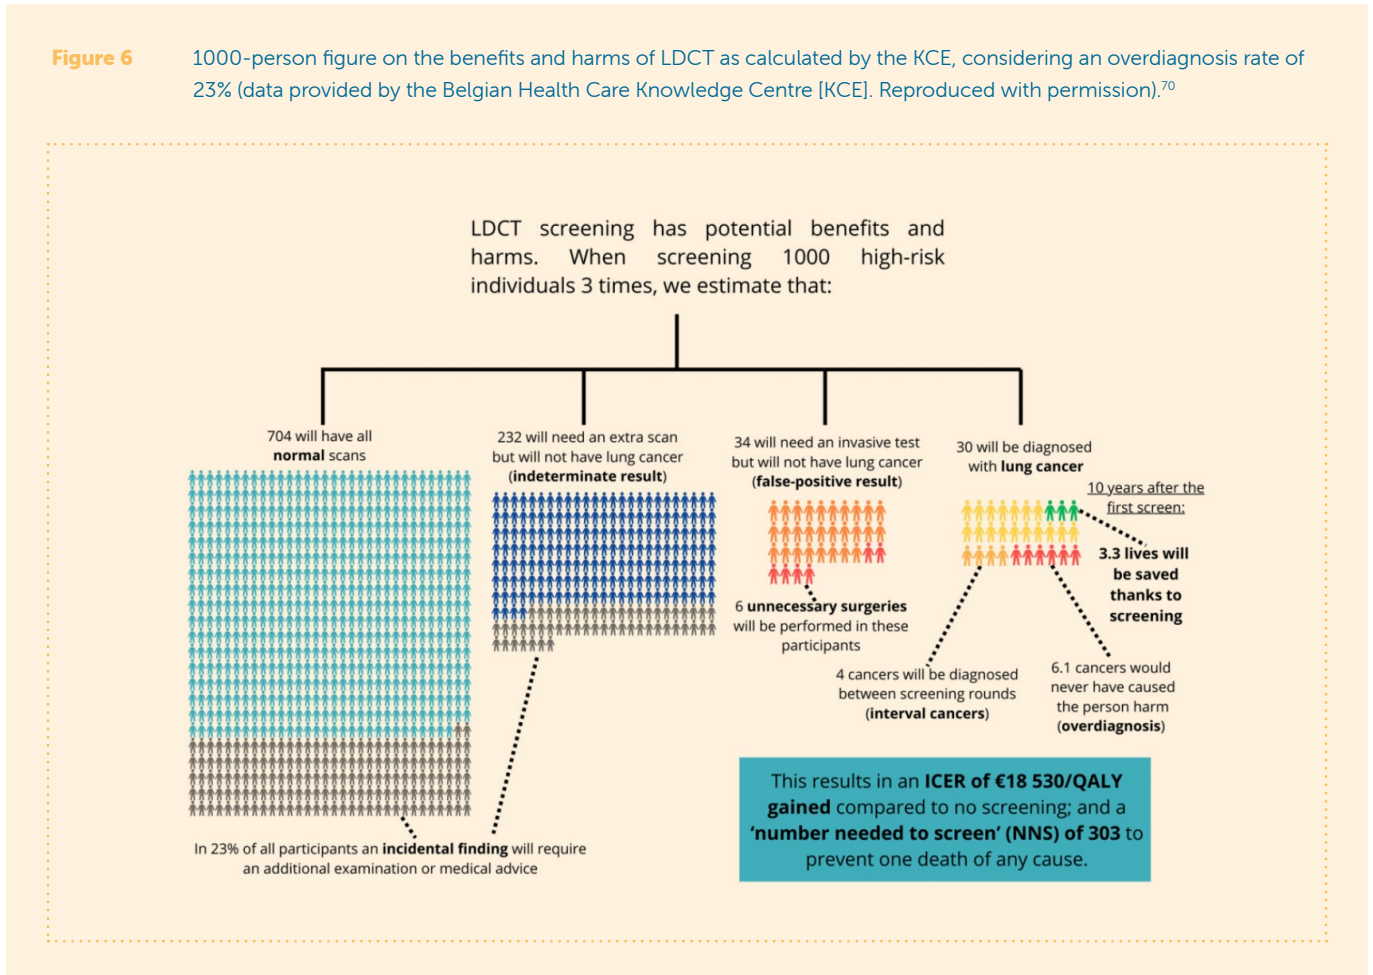 Figure 6
1000-person figure on the benefits and harms of LDCT as calculated by the KCE, considering an overdiagnosis rate of
23% (data provided by the Belgian Health Care Knowledge Centre [KCE]. Reproduced with permission).70
LDCT screening has potential benefits and
harms. When screening 1000 high-risk
individuals 3 times, we estimate that:
704 will have all
normal scans
232 will need an extra scan
but will not have lung cancer
(indeterminate result)
34 will need an invasive test
but will not have lung cancer
(false-positive result)
30 will be diagnosed
with lung cancer
10 years after the
first screen:
3.3 lives will
be saved
thanks to
screening
6 unnecessary surgeries
will be performed in these
participants
4 cancers will be diagnosed
between screening rounds
(interval cancers)
6.1 cancers would
never have caused
the person harm
(overdiagnosis)
In 23% of all participants an incidental finding will require
an additional examination or medical advice
This results in an ICER of €18 530/QALY
gained compared to no screening; and a
‘number needed to screen’ (NNS) of 303 to
prevent one death of any cause.